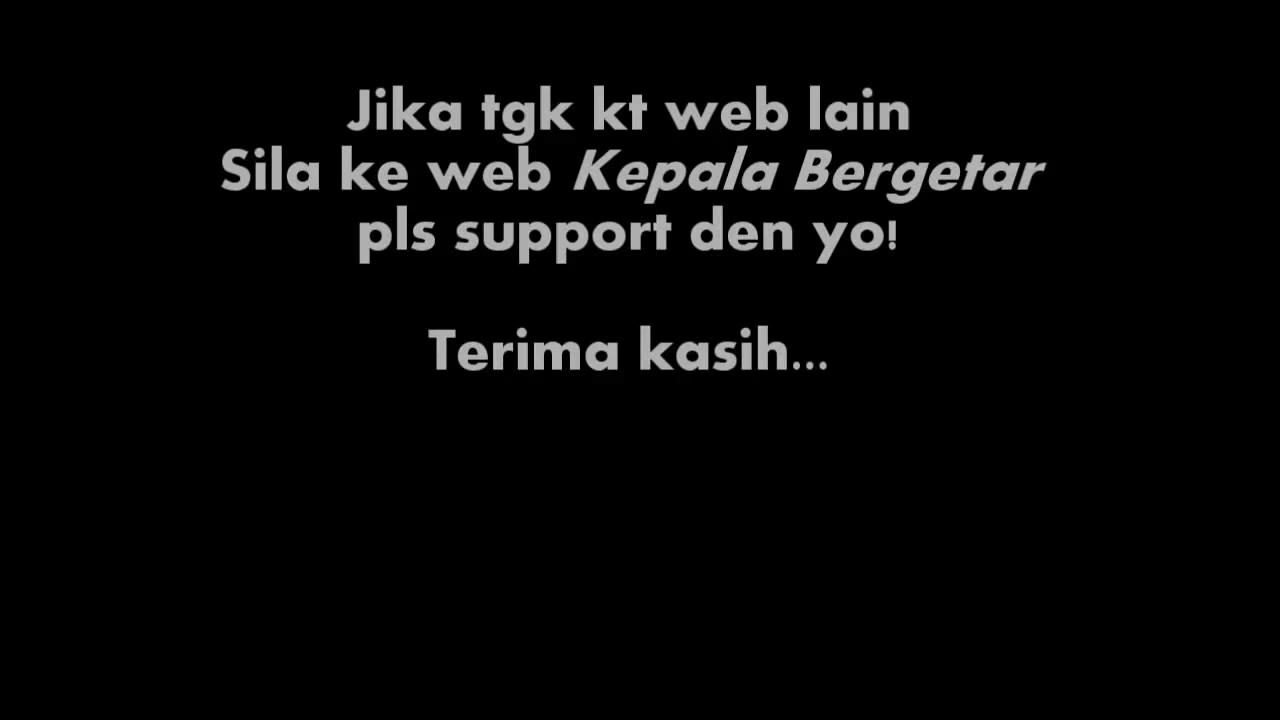 Jika tgk kt web lain
Sila ke web Kepala Bergetar
pls support den yo!
Terima kasih...